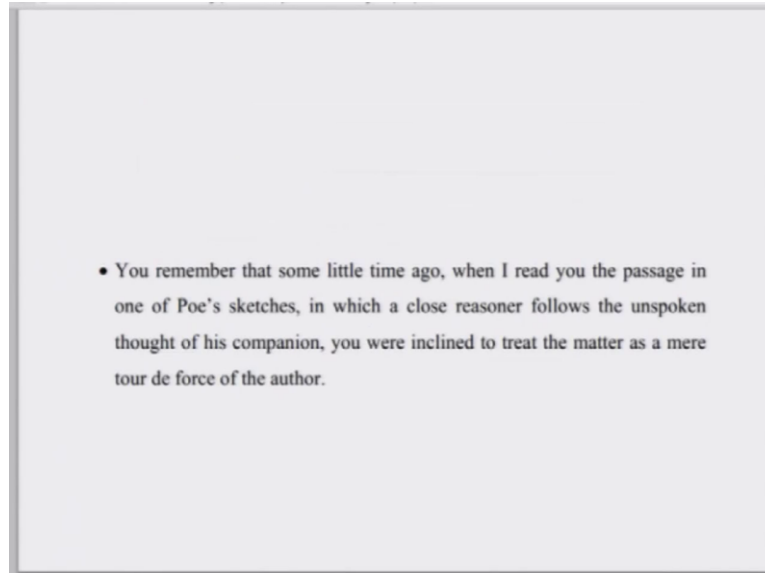 • You remember that some little time ago, when I read you the passage in
one of Poe's sketches, in which a close reasoner follows the unspoken
thought of his companion, you were inclined to treat the matter as a mere
tour de force of the author.